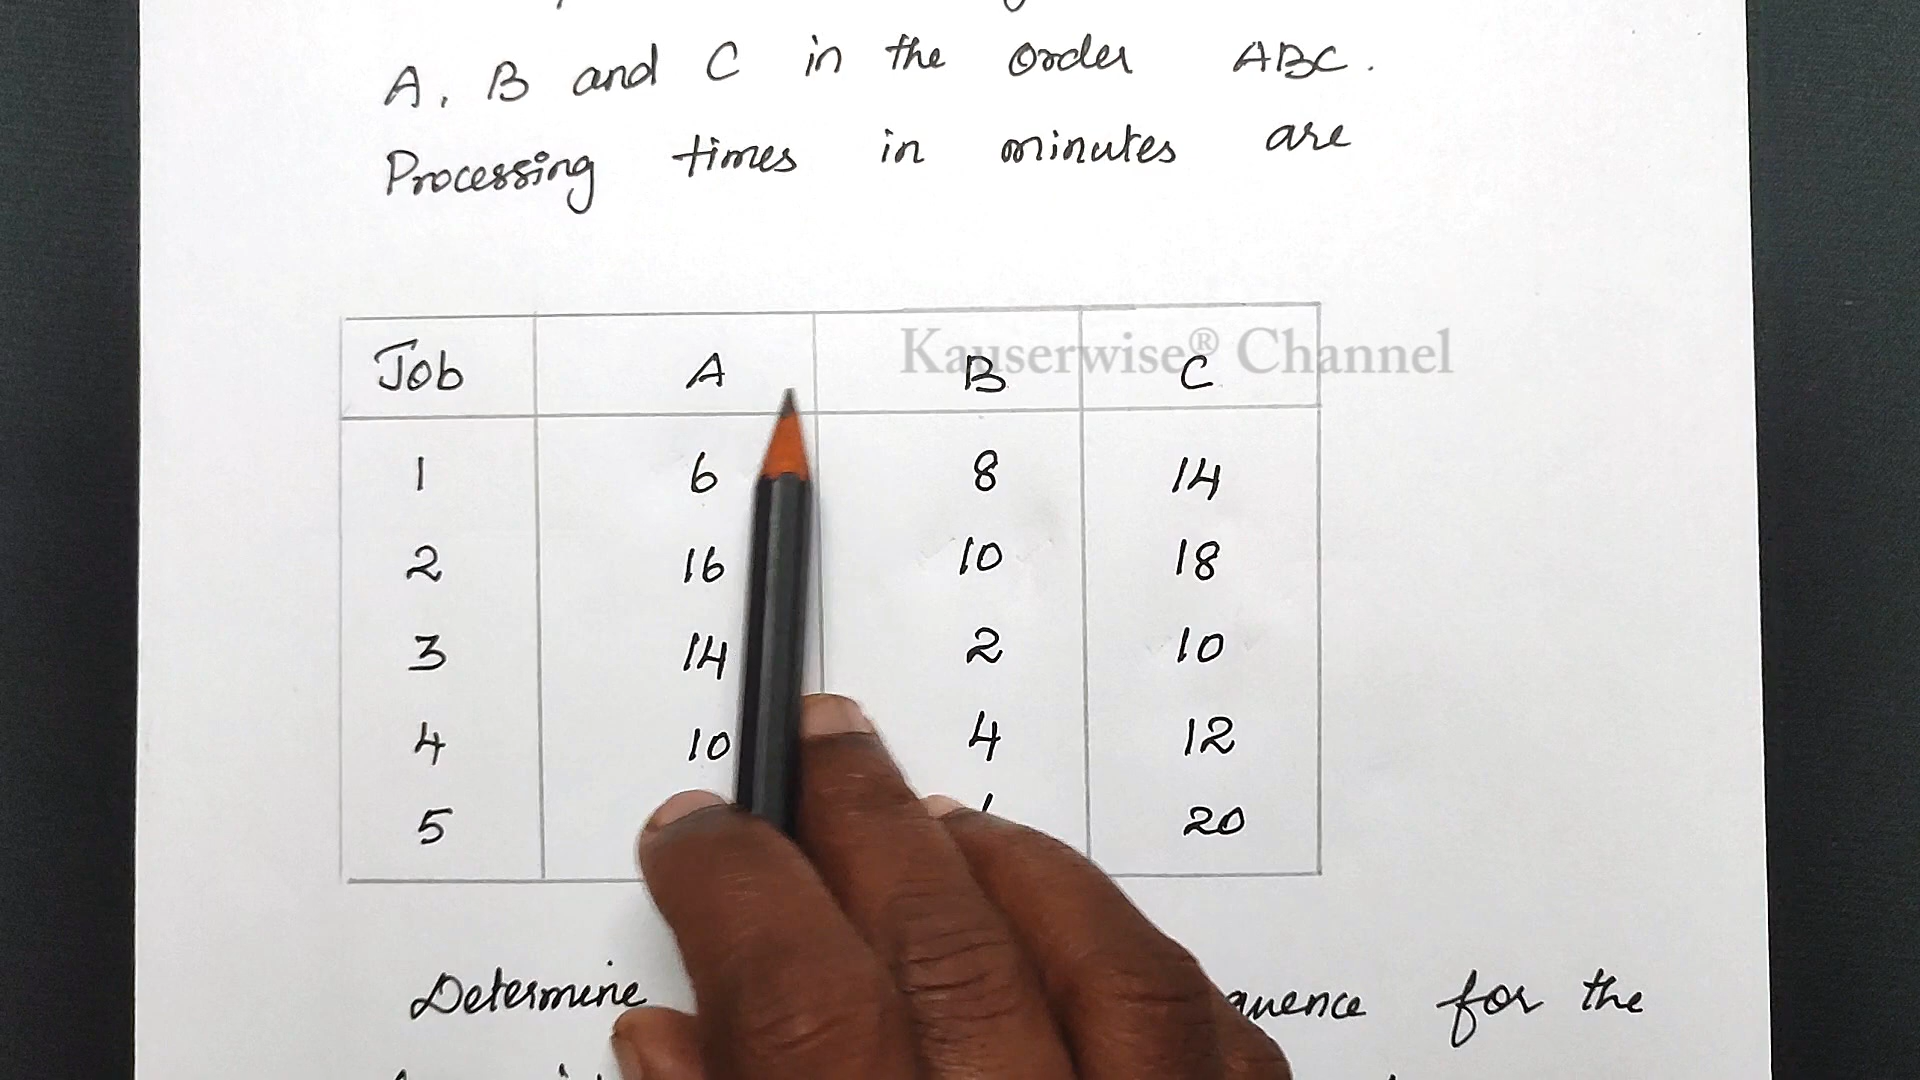 A, B and C in the order ABC.
Processing times in minutes are
Kauserwise® Channel
Job A B C
1 6 8 14
2 16 10 18
3 14 2 10
4 10 4 12
5 20
Determine for the